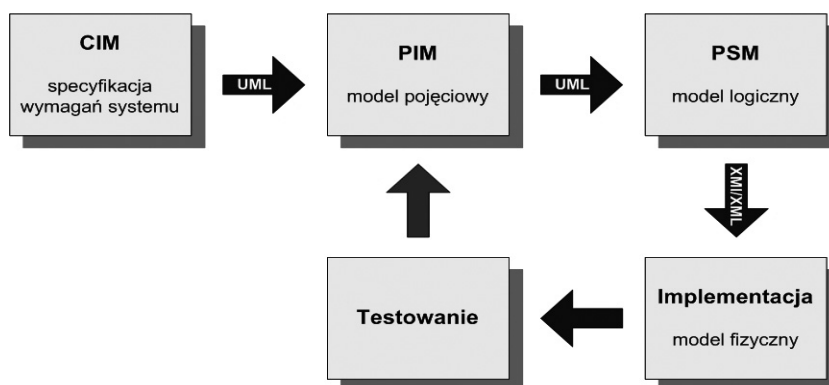 CIM
specyfikacja
wymagań systemu
UML
PIM
model pojęciowy
UML
PSM
model logiczny
XMI/XML
Implementacja
model fizyczny
Testowanie